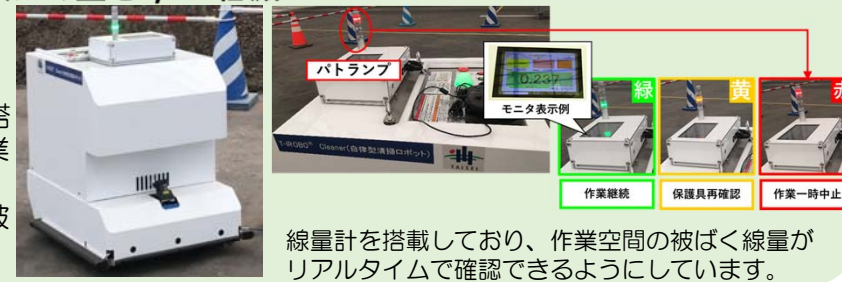 搭
業
被
パトランプ
0.237
モニタ表示例
T-iROBO® Cleaner(自律型清掃ロボット)
TAISEI
緑
黄
赤
作業継続
保護具再確認
作業一時中止
線量計を搭載しており、作業空間の被ばく線量が
リアルタイムで確認できるようにしています。